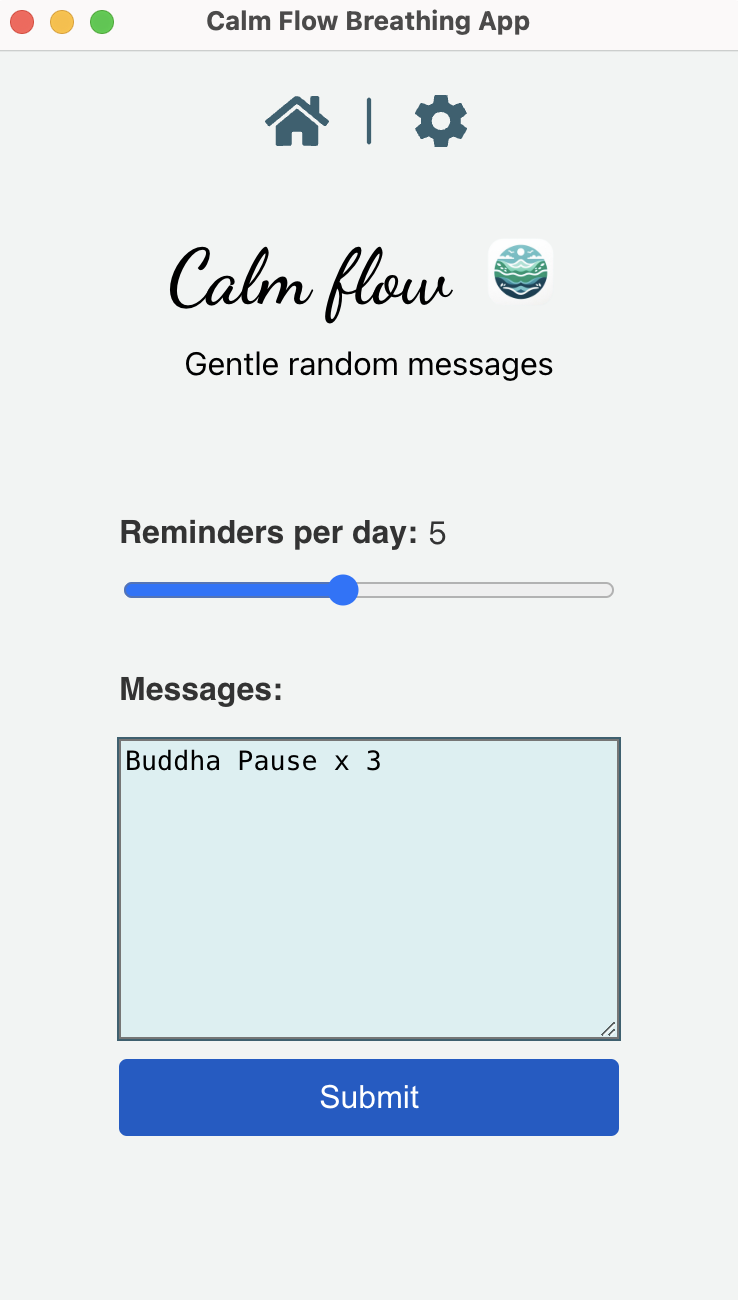 Calm Flow Breathing App
Calm flow
Gentle random messages
Reminders per day: 5
Messages:
Buddha Pause x 3
Submit